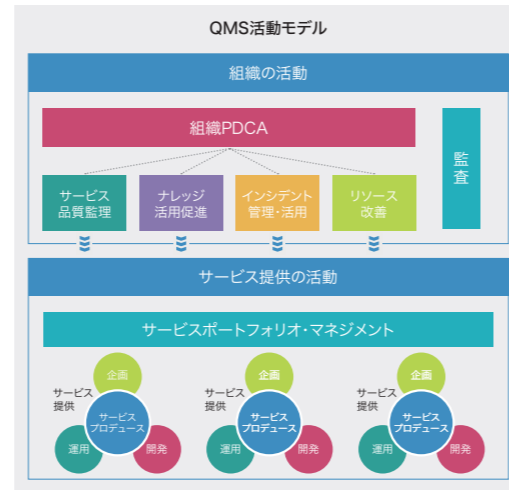 QMS活動モデル
組織の活動
組織PDCA
監査
サービス
品質監理
ナレッジ
活用促進
インシデント
管理・活用
リソース
改善
サービス提供の活動
サービスポートフォリオ・マネジメント
企画
サービス
提供
サービス
プロデュース
運用
開発
企画
サービス
提供
サービス
プロデュース
運用
開発
企画
サービス
提供
サービス
プロデュース
運用
開発